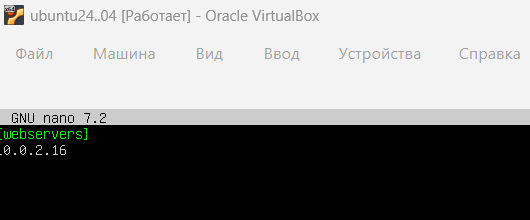 ubuntu24..04 [Работает] - Oracle VirtualBox
Файл Машина Вид Ввод Устройства Справка
GNU nano 7.2
[webservers]
10.0.2.16